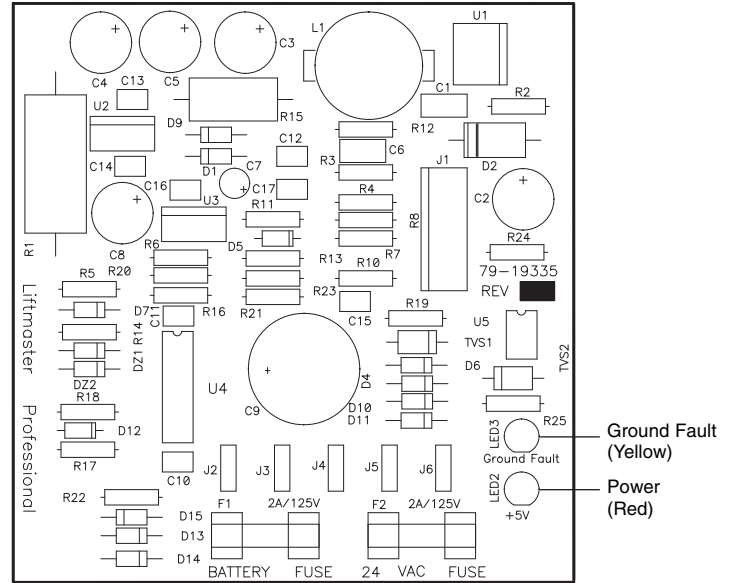 C4
C5
C3
L1
U1
C13
C1
R2
U2
R15
D9
C12
R12
C6
D2
C14
D1
C7
R3
J1
C16
C17
R4
C2
U3
R11
R8
R1
C8
R6
D5
R13
R7
R24
R5
R20
R10
79-19335
Liftmaster
R23
REV
D7
C11
R16
R21
C15
R19
U5
R14
TVS1
TVS2
DZ1
D6
DZ2
U4
D4
R18
C9
D10
D11
R25
Professional
D12
LED3
Ground Fault
(Yellow)
Ground Fault
R17
J2
J3
J4
J5
J6
C10
LED2
Power
(Red)
R22
F1
2A/125V
F2
2A/125V
+5V
D15
D13
D14
BATTERY FUSE
24 VAC FUSE